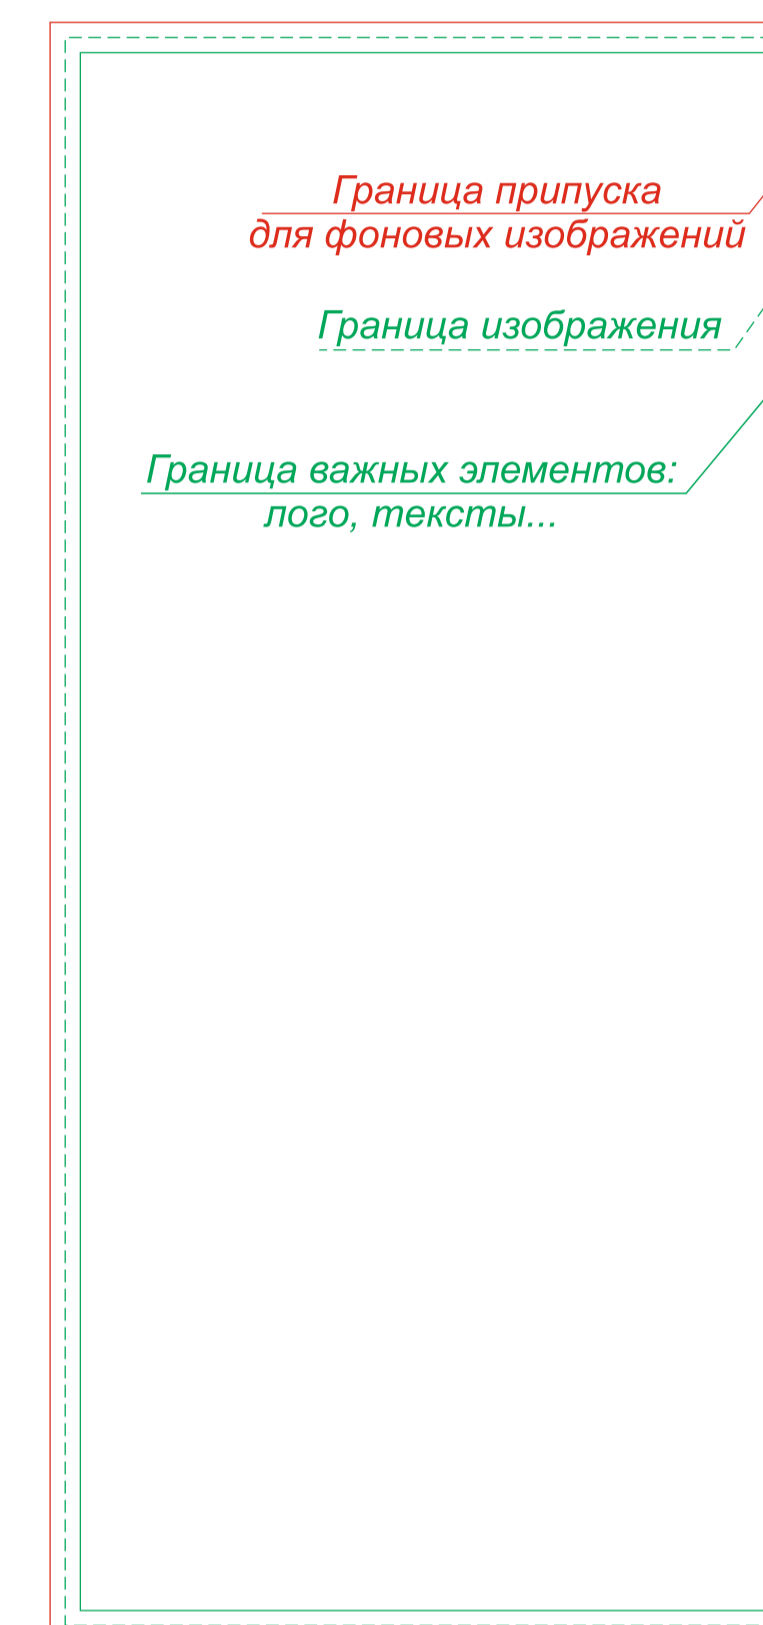 Граница припуска
для фоновых изображений
Граница изображения
Граница важных элементов:
лого, тексты...